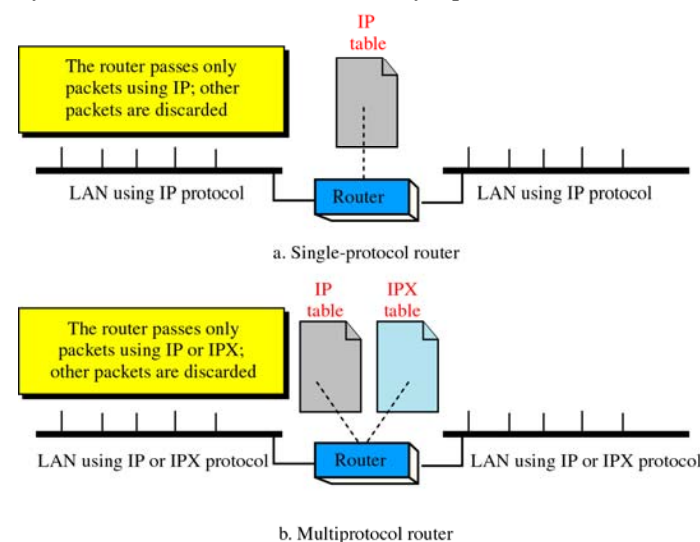 IP
table
The router passes only
packets using IP; other
packets are discarded
LAN using IP protocol
Router
LAN using IP protocol
a. Single-protocol router
IP
table
IPX
table
The router passes only
packets using IP or IPX;
other packets are discarded
LAN using IP or IPX protocol
Router
LAN using IP or IPX protocol
b. Multiprotocol router